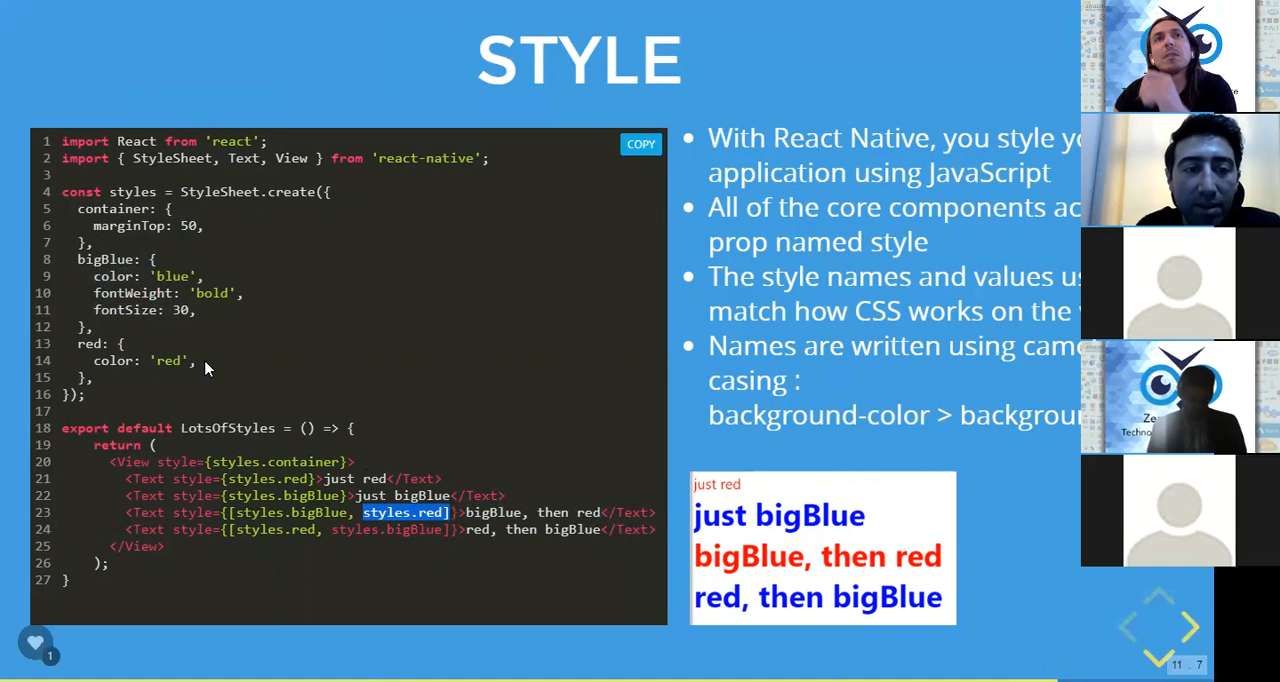 STYLE
1 import React from 'react';
2 import { StyleSheet, Text, View } from 'react-native';
3
4 const styles = StyleSheet.create({
5 container: {
6 marginTop: 50,
7 },
8 bigBlue: {
9 color: 'blue',
10 fontWeight: 'bold',
11 fontSize: 30,
12 },
13 red: {
14 color: 'red',
15 },
16 });
17
18 export default LotsOfStyles = () => {
19 return (
20 <View style={styles.container}>
21 <Text style={styles.red}>just red</Text>
22 <Text style={styles.bigBlue}>just bigBlue</Text>
23 <Text style={[styles.bigBlue, styles.red]}>bigBlue, then red</Text>
24 <Text style={[styles.red, styles.bigBlue]}>red, then bigBlue</Text>
25 </View>
26 );
27 }
COPY
With React Native, you style yo
application using JavaScript
All of the core components ac
prop named style
The style names and values us
match how CSS works on the
Names are written using came
casing :
background-color > backgroun
just red
just bigBlue
bigBlue, then red
red, then bigBlue
1
11 . 7